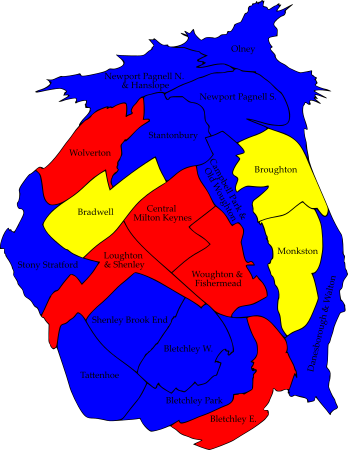 Olney
Newport Pagnell N.
& Hanslope
Newport Pagnell S.
Stantonbury
Wolverton
Broughton
Campbell Park &
Old Woughton
Bradwell
Central
Milton Keynes
Monkston
Stony Stratford
Loughton
& Shenley
Woughton &
Fishermead
Danesborough & Walton
Shenley Brook End
Bletchley W.
Tattenhoe
Bletchley Park
Bletchley E.